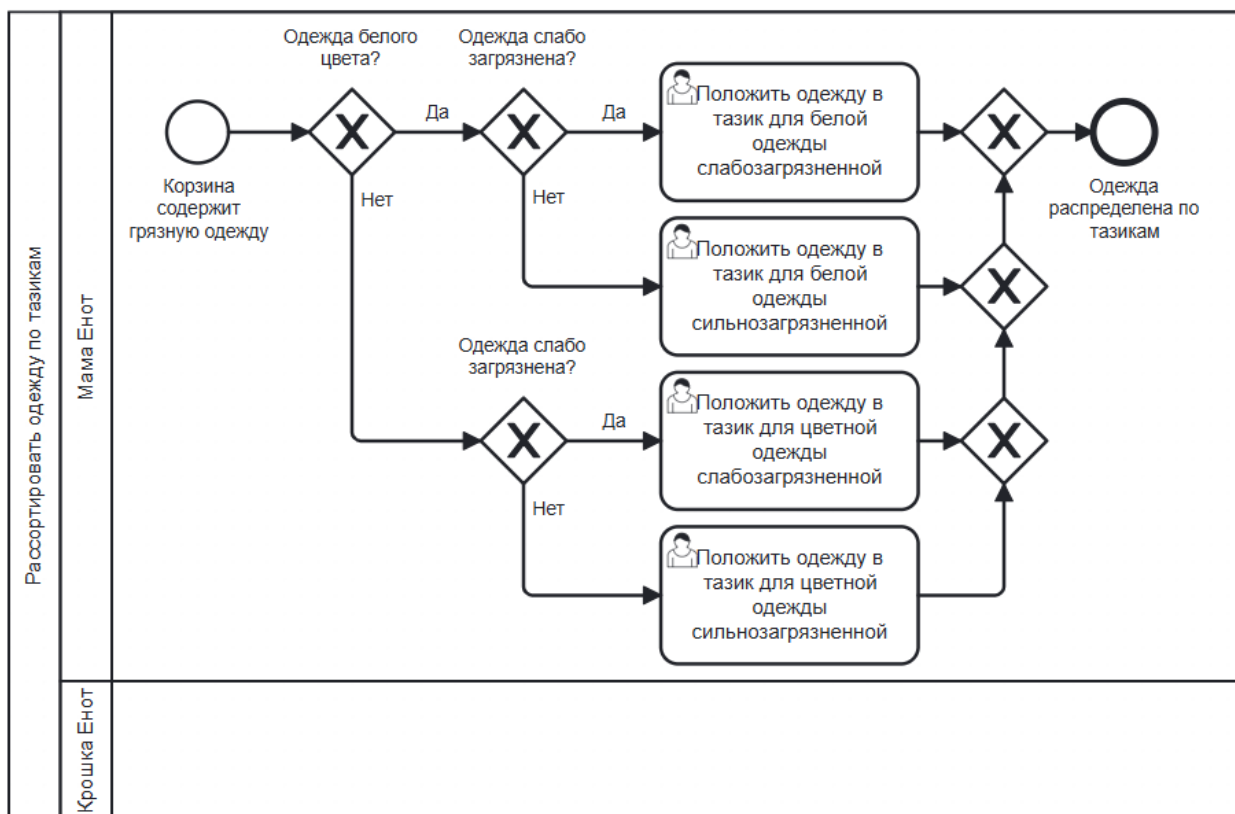 Рассортировать одежду по тазикам
Мама Енот
Крошка Енот
Корзина
содержит
грязную одежду
Одежда белого
цвета?
Да
Нет
Одежда слабо
загрязнена?
Да
Нет
Положить одежду в
тазик для белой
одежды
слабозагрязненной
Положить одежду в
тазик для белой
одежды
сильнозагрязненной
Одежда слабо
загрязнена?
Да
Нет
Положить одежду в
тазик для цветной
одежды
слабозагрязненной
Положить одежду в
тазик для цветной
одежды
сильнозагрязненной
Одежда
распределена по
тазикам